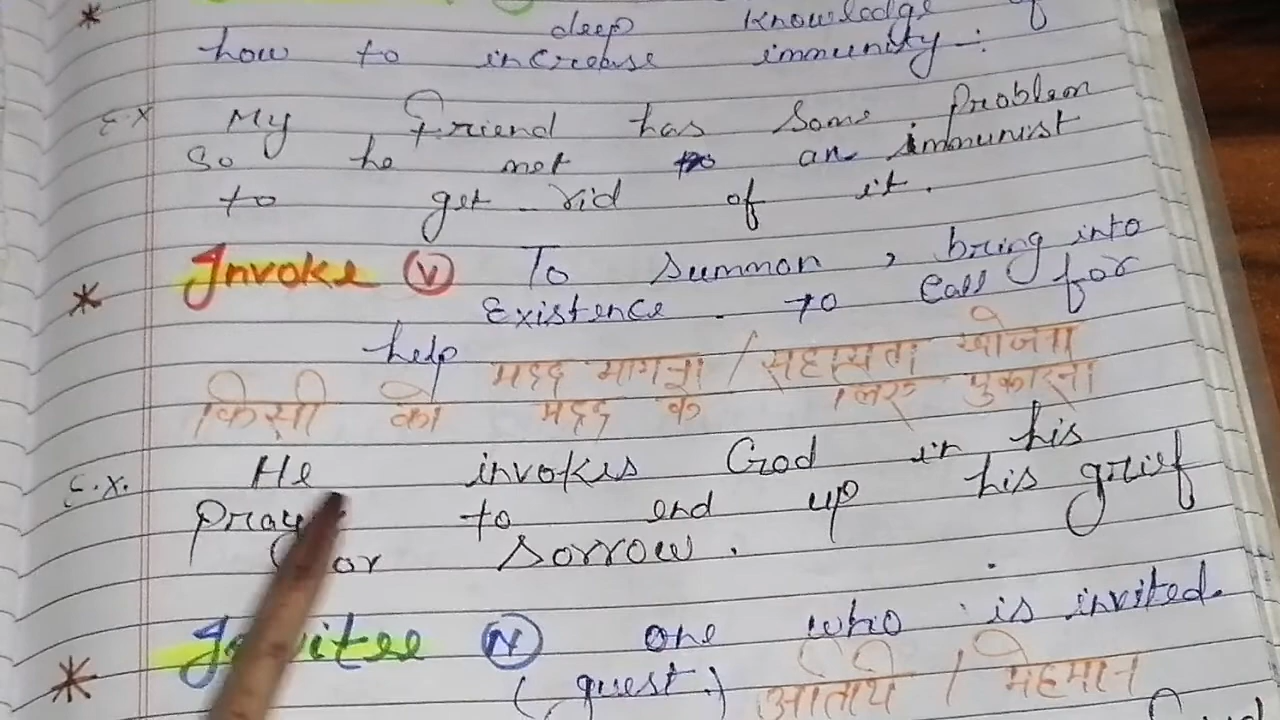 * deep knowledge of
how to increase immunity -:
E.X My friend has some problem
so he met an immunist
to get rid of it.
* Invoke (V) To summon, bring into
existence. to call for
help मदद मांगना / सहायता खोजना
किसी को मदद के लिए पुकारना
E.X. He invokes God in his
to end up his grief
or sorrow.
* Invitee (N) one who is invited.
(guest.) अतिथि / मेहमान